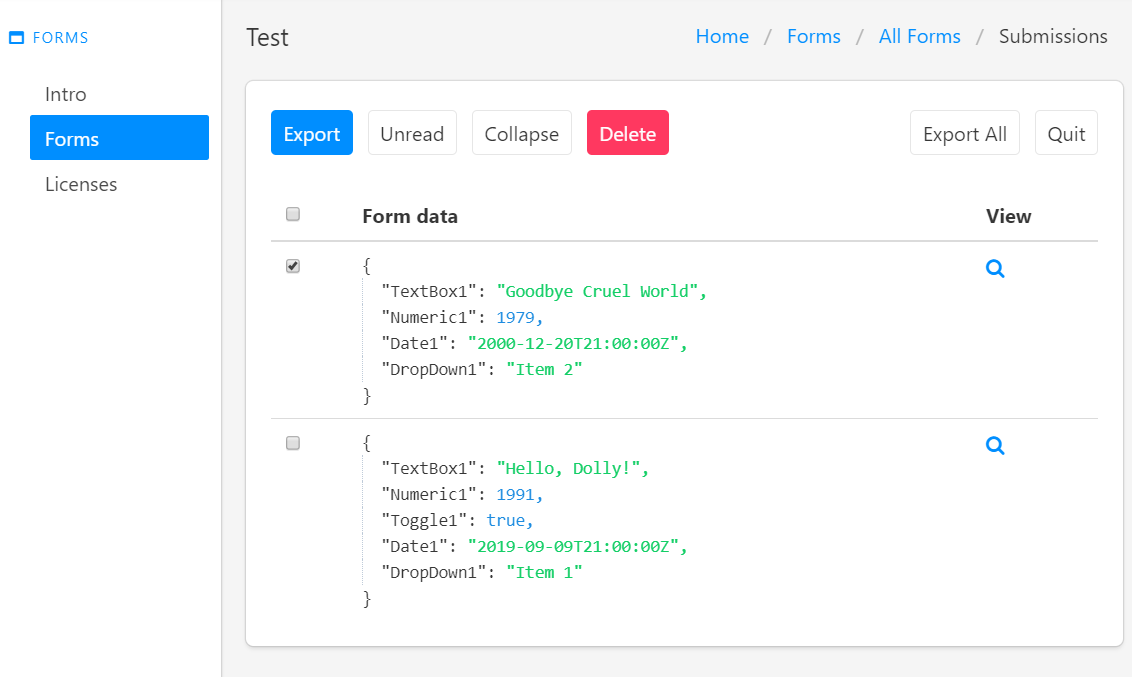 FORMS
Intro
Forms
Licenses
Test
Home / Forms / All Forms / Submissions
Export Unread Collapse Delete Export All Quit
Form data View
{
"TextBox1": "Goodbye Cruel World",
"Numeric1": 1979,
"Date1": "2000-12-20T21:00:00Z",
"DropDown1": "Item 2"
}
{
"TextBox1": "Hello, Dolly!",
"Numeric1": 1991,
"Toggle1": true,
"Date1": "2019-09-09T21:00:00Z",
"DropDown1": "Item 1"
}